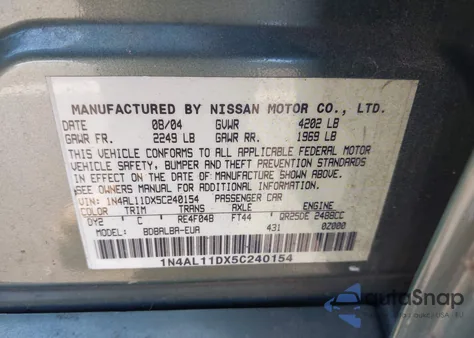 MANUFACTURED BY NISSAN MOTOR CO., LTD.
DATE 08/04 GVWR 4202 LB
GAWR FR. 2249 LB GAWR RR. 1969 LB
THIS VEHICLE CONFORMS TO ALL APPLICABLE FEDERAL MOTOR
VEHICLE SAFETY, BUMPER AND THEFT PREVENTION STANDARDS
IN EFFECT ON THE DATE OF MANUFACTURE SHOWN ABOVE.
SEE OWNERS MANUAL FOR ADDITIONAL INFORMATION
VIN: 1N4AL11DX5C240154 PASSENGER CAR
COLOR TRIM TRANS AXLE ENGINE
DY2 C RE4F04B FT44 QR25DE 2488CC
MODEL BDBALBA-EUA 431 0Z000
1N4AL11DX5C240154
autoSnap